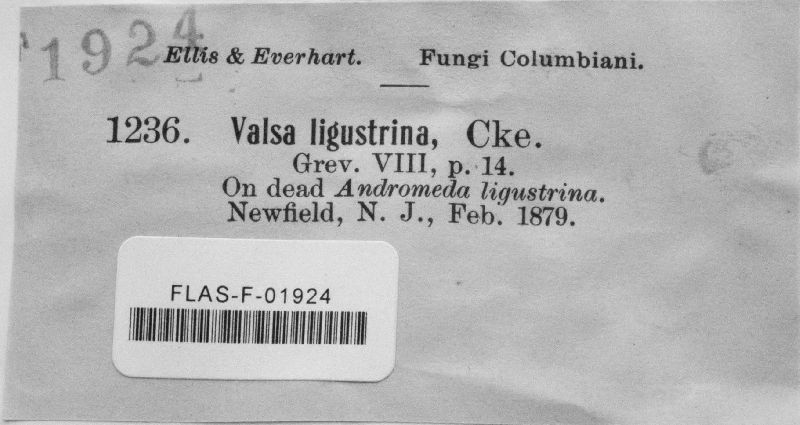 1924
Ellis & Everhart. Fungi Columbiani.
1236. Valsa ligustrina, Cke.
Grev. VIII, p. 14.
On dead Andromeda ligustrina.
Newfield, N. J., Feb. 1879.
FLAS-F-01924